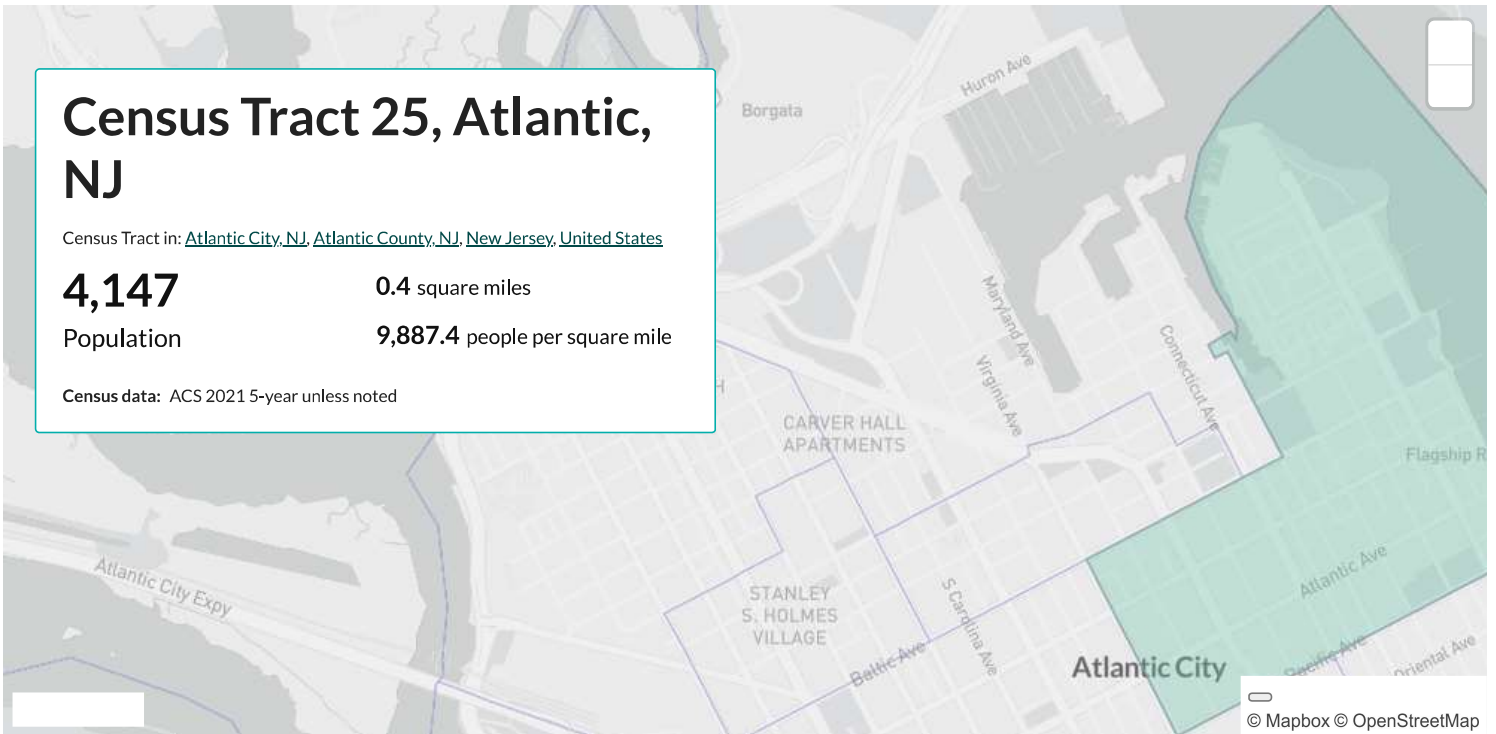 Census Tract 25, Atlantic,
NJ
Census Tract in: Atlantic City, NJ, Atlantic County, NJ, New Jersey, United States
4,147
Population
0.4 square miles
9,887.4 people per square mile
Census data: ACS 2021 5-year unless noted
Borgata
Huron Ave
Maryland Ave
Virginia Ave
Connecticut Ave
H
CARVER HALL
APARTMENTS
Flagship R
Atlantic City Expy
STANLEY
S. HOLMES
VILLAGE
Baltic Ave
S Carolina Ave
Atlantic City
Atlantic Ave
Pacific Ave
Oriental Ave
© Mapbox © OpenStreetMap